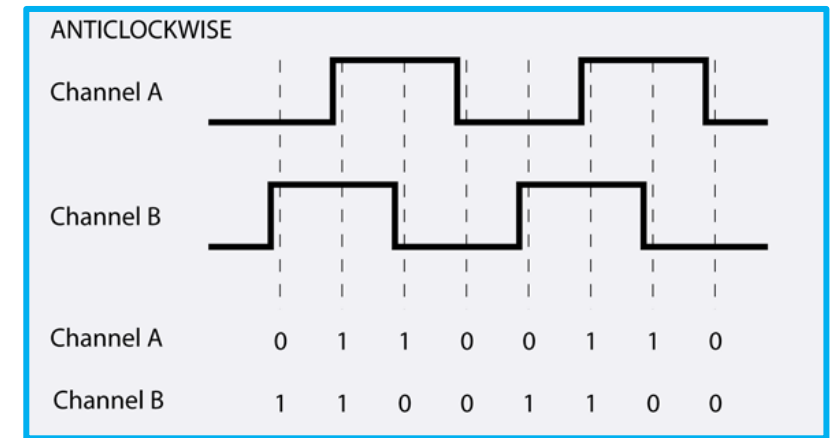 ANTICLOCKWISE
Channel A
Channel B
Channel A 0 1 1 0 0 1 1 0
Channel B 1 1 0 0 1 1 0 0